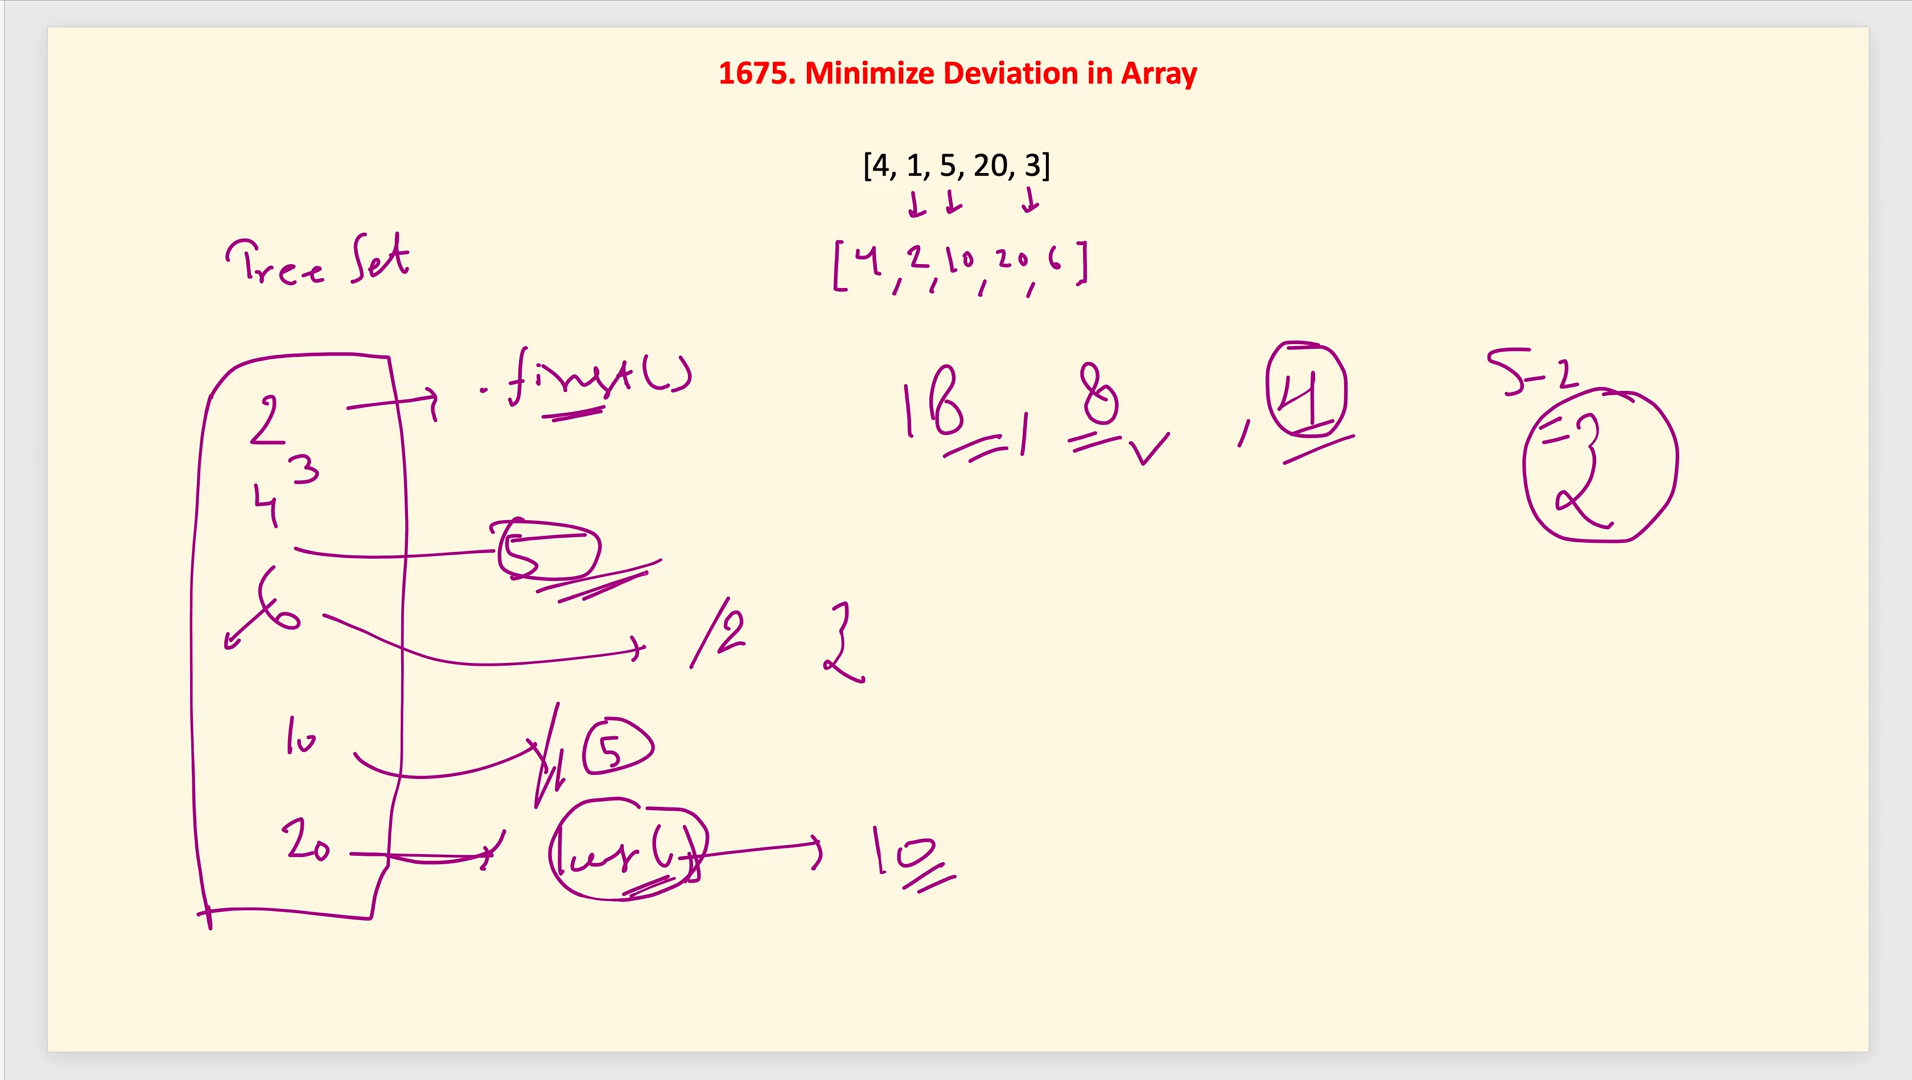 1675. Minimize Deviation in Array
[4, 1, 5, 20, 3]
[4, 2, 10, 20, 6]
Tree Set
2
.first()
18, 8, 4
5-2
=3
3
4
5
6
/2 3
10
5
20
last()
10